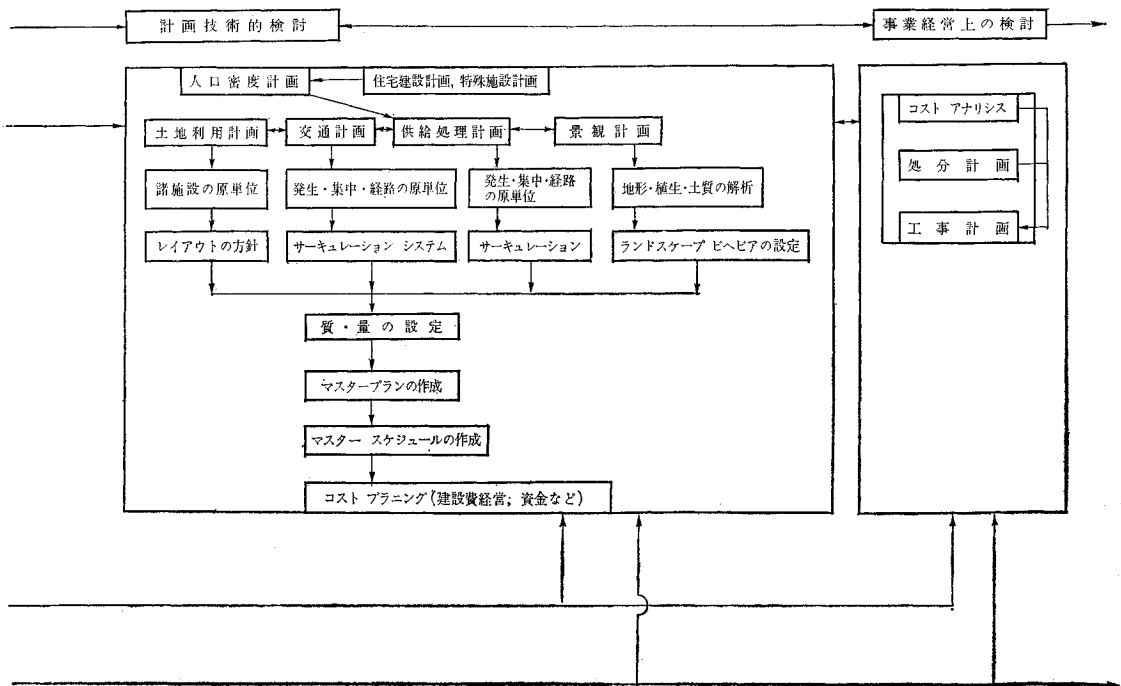 計画技術的検討
事業経営上の検討
人口密度計画
住宅建設計画, 特殊施設計画
土地利用計画
交通計画
供給処理計画
景観計画
諸施設の原単位
発生・集中・経路の原単位
発生・集中・経路
の原単位
地形・植生・土質の解析
レイアウトの方針
サーキュレーション システム
サーキュレーション
ランドスケープ ビヘビアの設定
質・量の設定
マスタープランの作成
マスター スケジュールの作成
コスト プラニング(建設費経営; 資金など)
コスト アナリシス
処分計画
工事計画